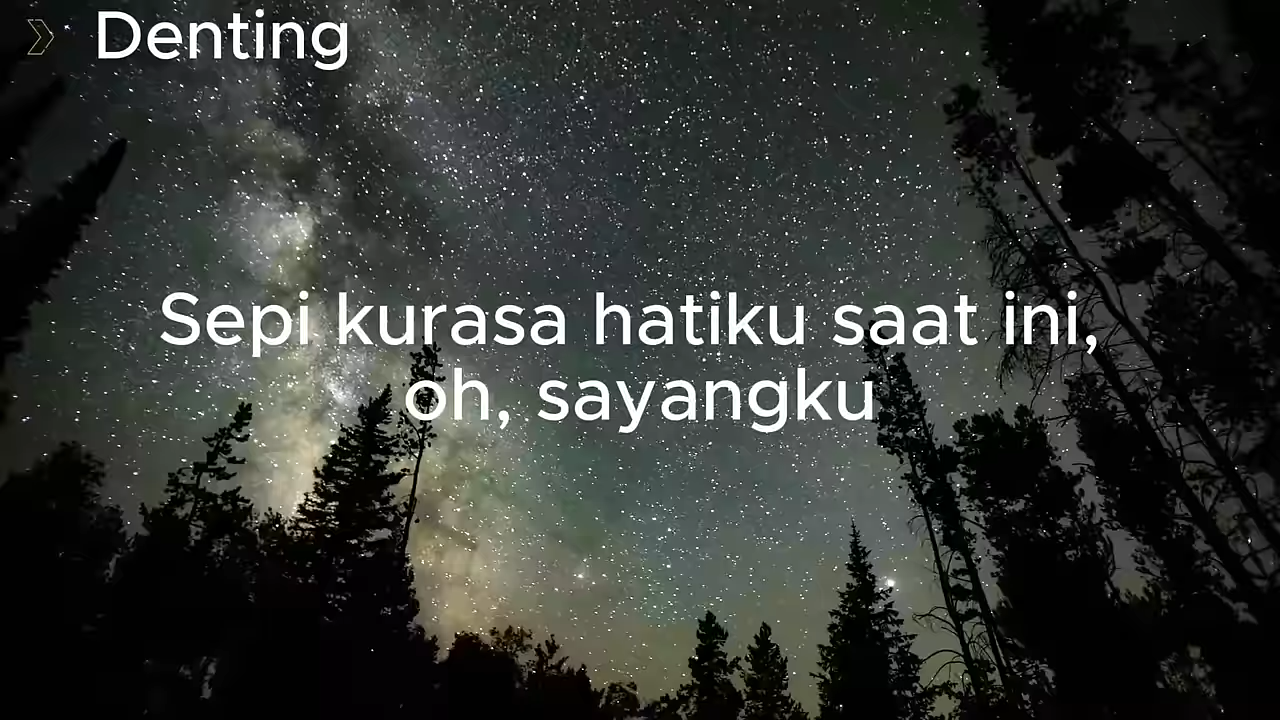 Denting
Sepi kurasa hatiku saat ini,
oh, sayangku